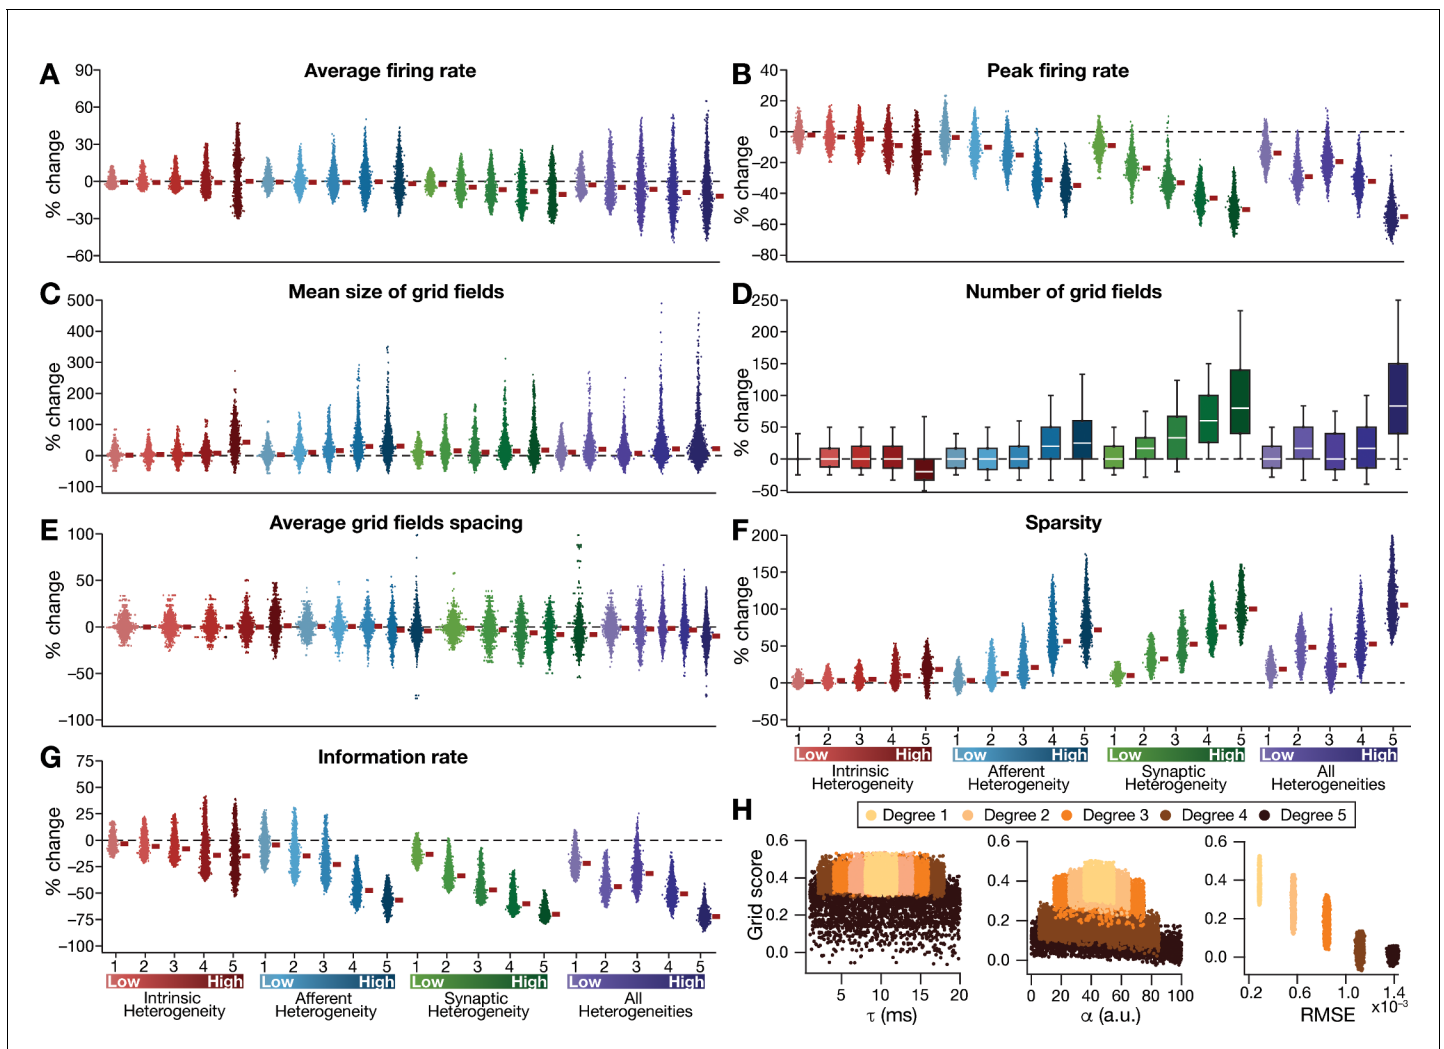 A
Average firing rate
% change
90
60
30
0
−30
−60
B
Peak firing rate
% change
40
20
0
−20
−40
−60
−80
C
Mean size of grid fields
% change
500
400
300
200
100
0
−100
D
Number of grid fields
% change
250
200
150
100
50
0
−50
E
Average grid fields spacing
% change
100
50
0
−50
−100
F
Sparsity
% change
200
150
100
50
0
−50
1 2 3 4 5 1 2 3 4 5 1 2 3 4 5 1 2 3 4 5
Low High Low High Low High Low High
Intrinsic Heterogeneity
Afferent Heterogeneity
Synaptic Heterogeneity
All Heterogeneities
G
Information rate
% change
75
50
25
0
−25
−50
−75
−100
1 2 3 4 5 1 2 3 4 5 1 2 3 4 5 1 2 3 4 5
Low High Low High Low High Low High
Intrinsic Heterogeneity
Afferent Heterogeneity
Synaptic Heterogeneity
All Heterogeneities
H
Degree 1 Degree 2 Degree 3 Degree 4 Degree 5
Grid score
0.6
0.4
0.2
0.0
5 10 15 20
τ (ms)
0.6
0.4
0.2
0.0
0 20 40 60 80 100
α (a.u.)
0.6
0.4
0.2
0.0
0.2 0.6 1.0 1.4
x10⁻³
RMSE